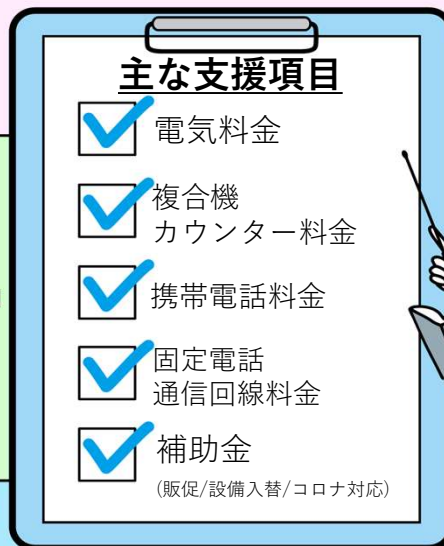 主な支援項目
電気料金
複合機
カウンター料金
携帯電話料金
固定電話
通信回線料金
補助金
(販促/設備入替/コロナ対応)